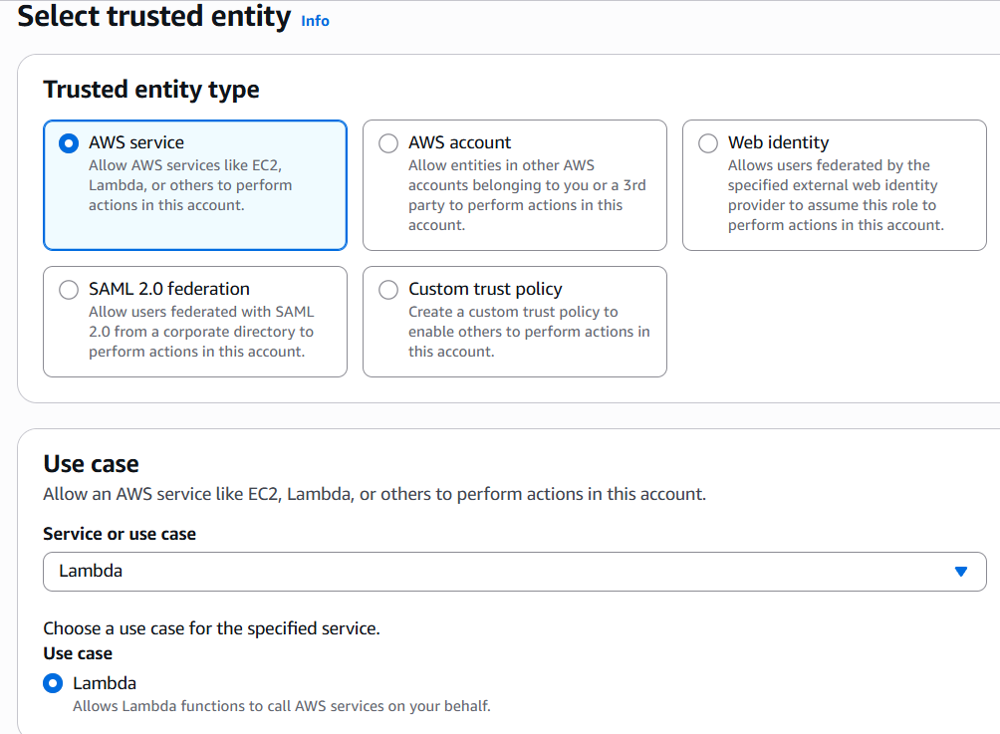 Select trusted entity Info
Trusted entity type
AWS service
Allow AWS services like EC2,
Lambda, or others to perform
actions in this account.
AWS account
Allow entities in other AWS
accounts belonging to you or a 3rd
party to perform actions in this
account.
Web identity
Allows users federated by the
specified external web identity
provider to assume this role to
perform actions in this account.
SAML 2.0 federation
Allow users federated with SAML
2.0 from a corporate directory to
perform actions in this account.
Custom trust policy
Create a custom trust policy to
enable others to perform actions in
this account.
Use case
Allow an AWS service like EC2, Lambda, or others to perform actions in this account.
Service or use case
Lambda
Choose a use case for the specified service.
Use case
Lambda
Allows Lambda functions to call AWS services on your behalf.